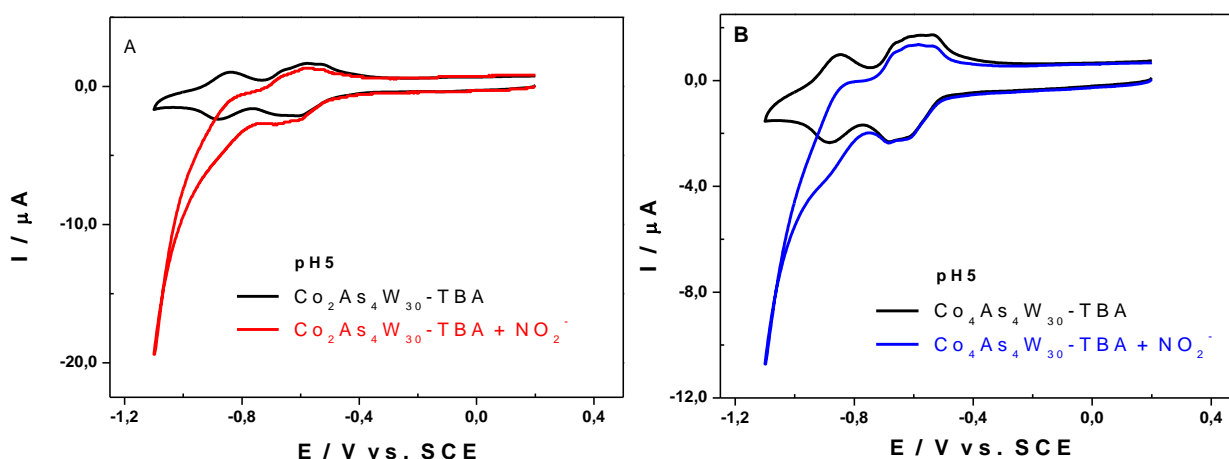 A
0,0
-10,0
-20,0
I / μA
pH5
Co₂As₄W₃₀-TBA
Co₂As₄W₃₀-TBA + NO₂⁻
-1,2 -0,8 -0,4 0,0 0,4
E / V vs. SCE
B
0,0
-4,0
-8,0
-12,0
I / μA
pH5
Co₄As₄W₃₀-TBA
Co₄As₄W₃₀-TBA + NO₂⁻
-1,2 -0,8 -0,4 0,0 0,4
E / V vs. SCE